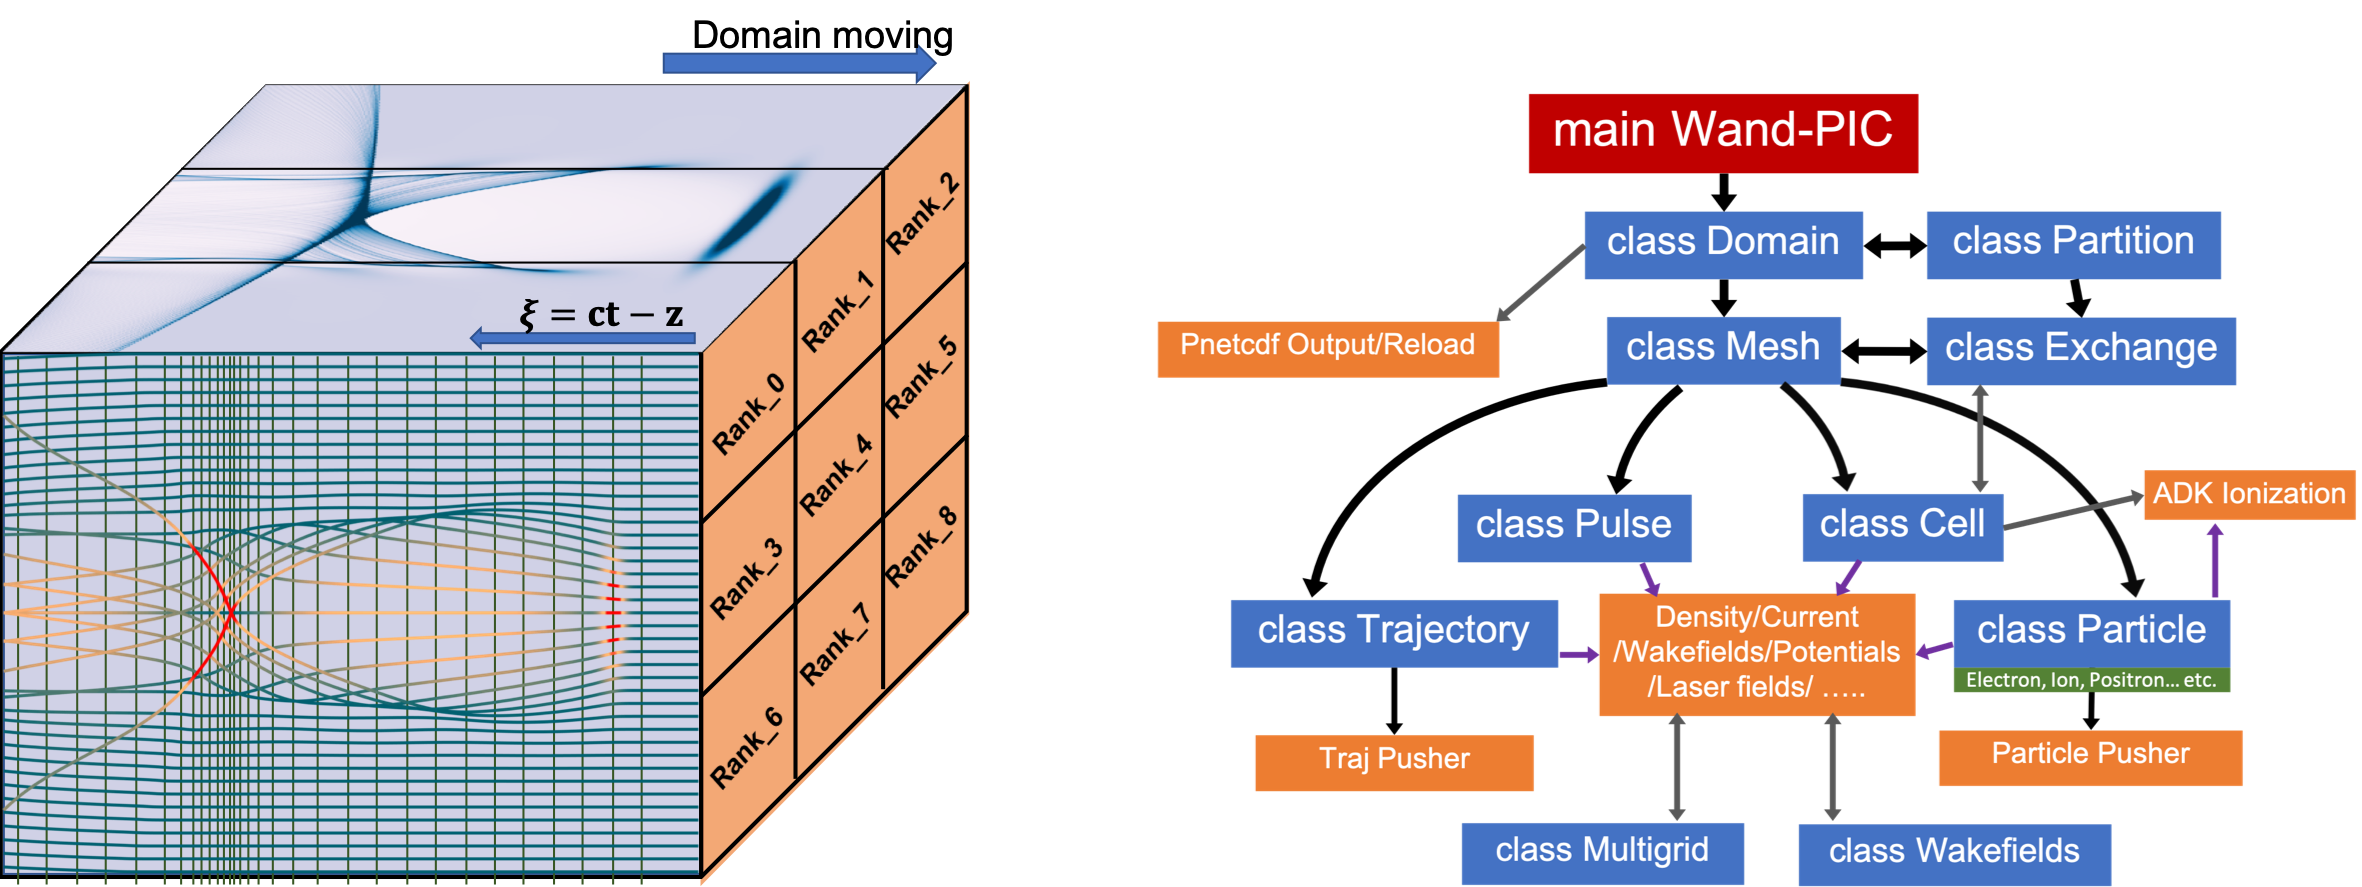 Domain moving
ξ = ct − z
Rank_0
Rank_1
Rank_2
Rank_3
Rank_4
Rank_5
Rank_6
Rank_7
Rank_8
main Wand-PIC
class Domain
class Partition
Pnetcdf Output/Reload
class Mesh
class Exchange
class Pulse
class Cell
ADK Ionization
class Trajectory
Density/Current
/Wakefields/Potentials
/Laser fields/ …..
class Particle
Electron, Ion, Positron... etc.
Traj Pusher
Particle Pusher
class Multigrid
class Wakefields